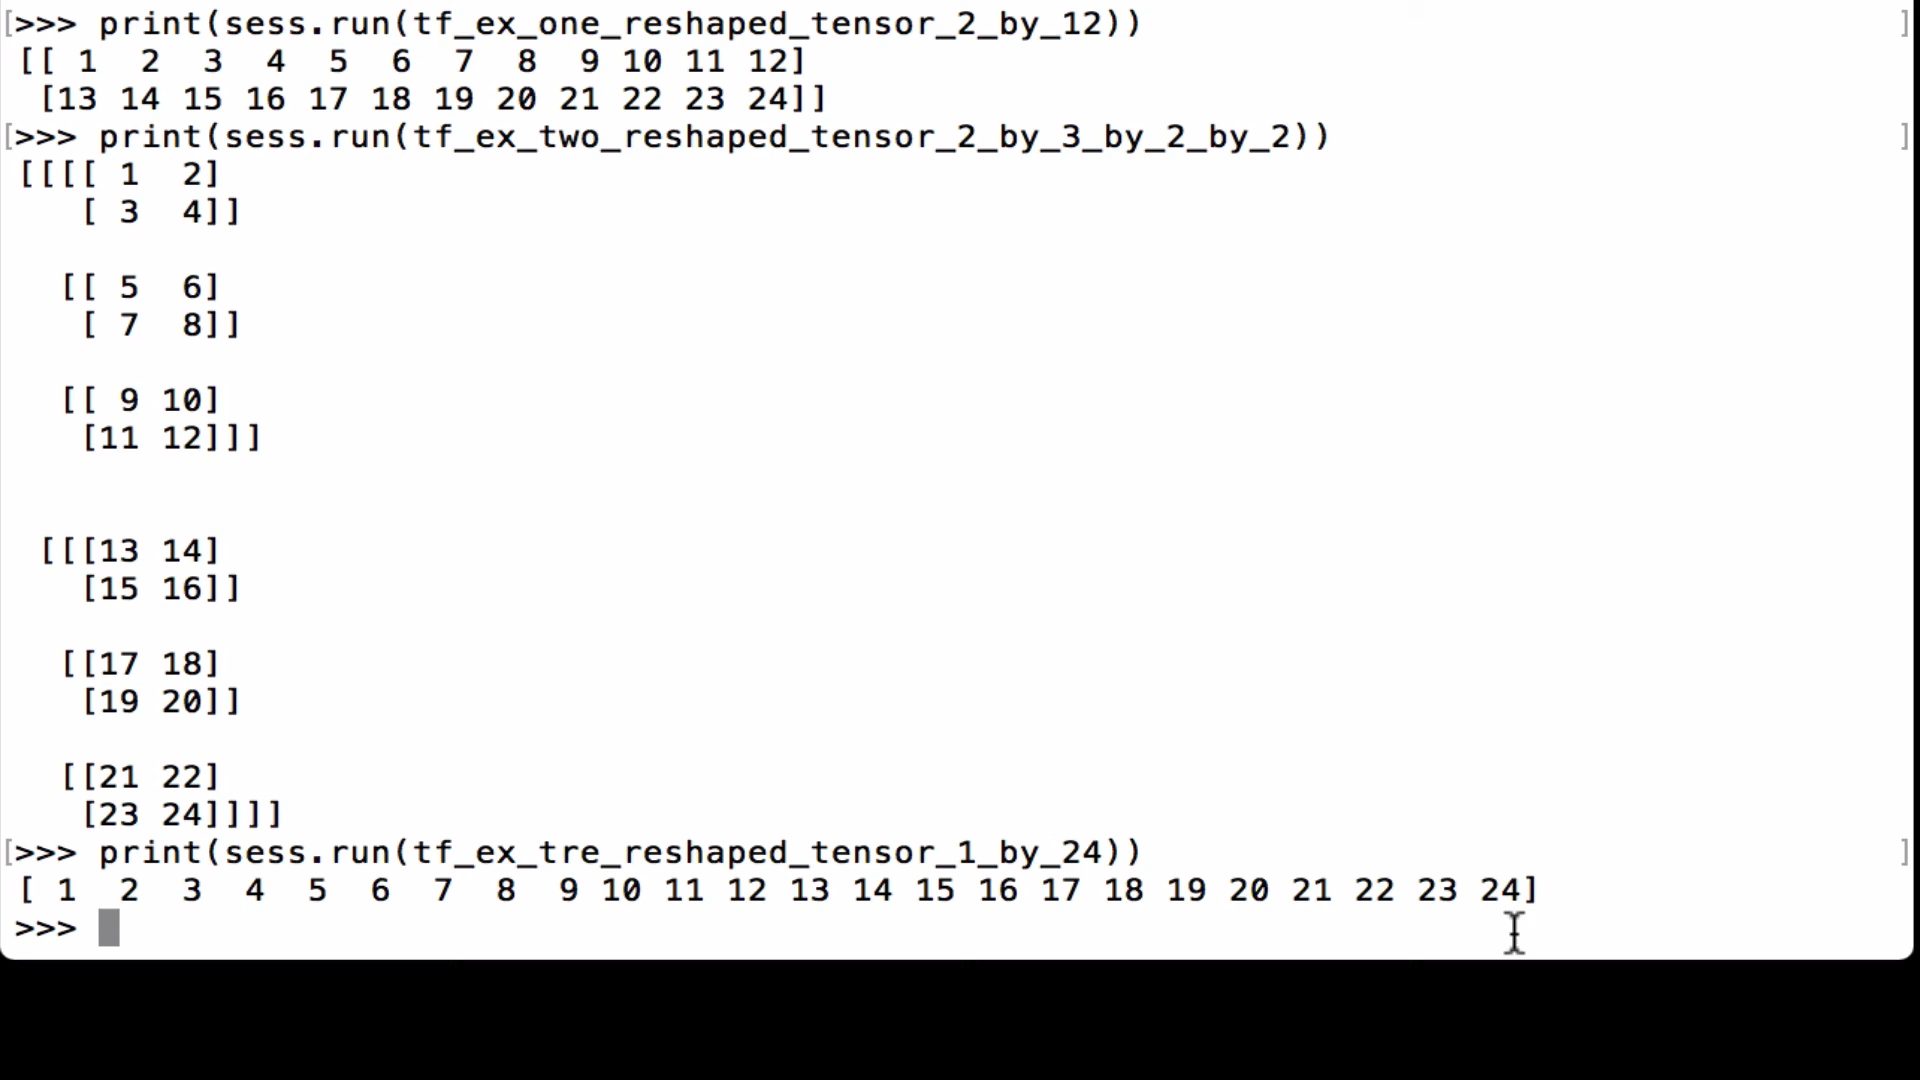 [>>> print(sess.run(tf_ex_one_reshaped_tensor_2_by_12)) ]
[[ 1  2  3  4  5  6  7  8  9 10 11 12]
 [13 14 15 16 17 18 19 20 21 22 23 24]]
[>>> print(sess.run(tf_ex_two_reshaped_tensor_2_by_3_by_2_by_2)) ]
[[[[ 1  2]
   [ 3  4]]
  [[ 5  6]
   [ 7  8]]
  [[ 9 10]
   [11 12]]]
 [[[13 14]
   [15 16]]
  [[17 18]
   [19 20]]
  [[21 22]
   [23 24]]]]
[>>> print(sess.run(tf_ex_tre_reshaped_tensor_1_by_24)) ]
[ 1  2  3  4  5  6  7  8  9 10 11 12 13 14 15 16 17 18 19 20 21 22 23 24]
>>>